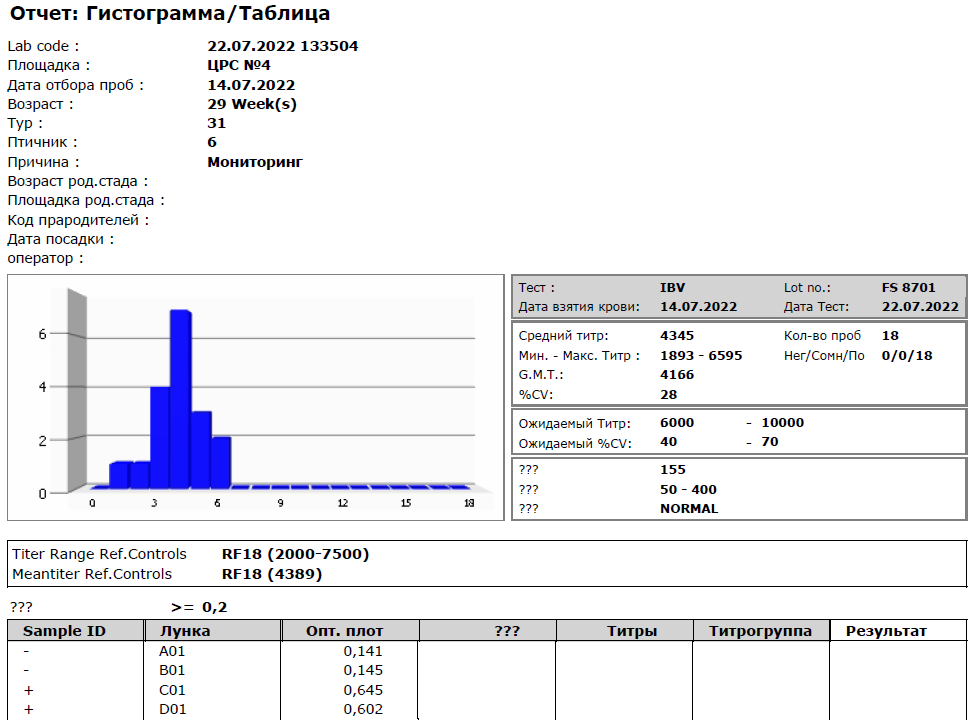 Отчет: Гистограмма/Таблица
Lab code : 22.07.2022 133504
Площадка : ЦРС №4
Дата отбора проб : 14.07.2022
Возраст : 29 Week(s)
Тур : 31
Птичник : 6
Причина : Мониторинг
Возраст род.стада :
Площадка род.стада :
Код прародителей :
Дата посадки :
оператор :
6
4
2
0
0 3 6 9 12 15 18
Тест : IBV Lot no.: FS 8701
Дата взятия крови: 14.07.2022 Дата Тест: 22.07.2022
Средний титр: 4345 Кол-во проб 18
Мин. - Макс. Титр : 1893 - 6595 Нег/Сомн/По 0/0/18
G.M.T.: 4166
%CV: 28
Ожидаемый Титр: 6000 - 10000
Ожидаемый %CV: 40 - 70
??? 155
??? 50 - 400
??? NORMAL
Titer Range Ref.Controls RF18 (2000-7500)
Meantiter Ref.Controls RF18 (4389)
??? >= 0,2
Sample ID Лунка Опт. плот ??? Титры Титрогруппа Результат
- A01 0,141
- B01 0,145
+ C01 0,645
+ D01 0,602